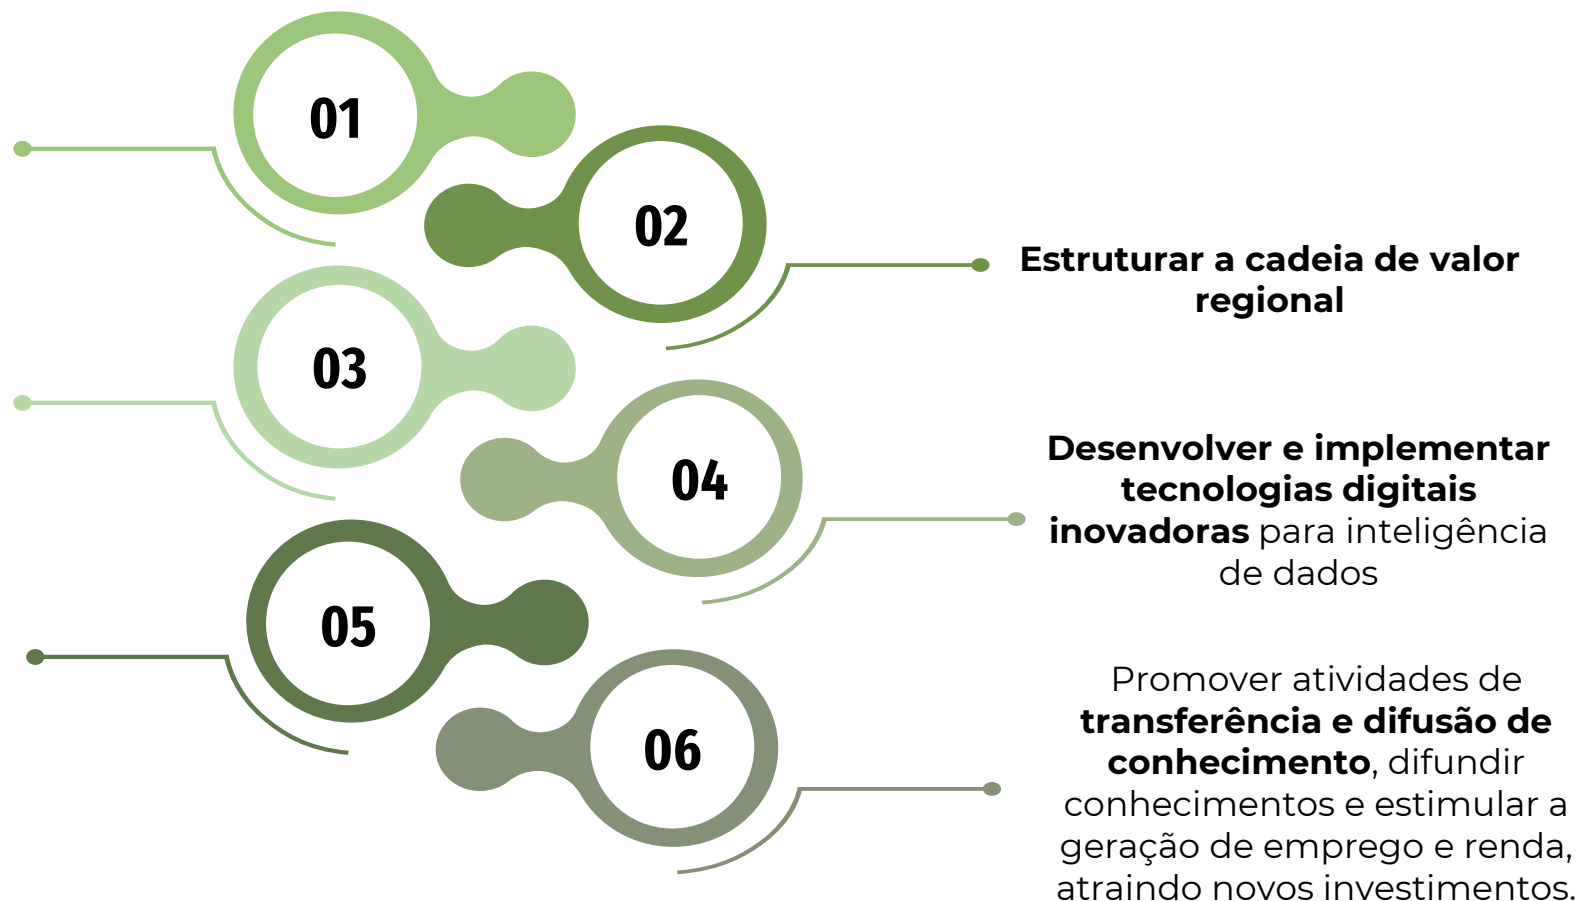 01
02
Estruturar a cadeia de valor
regional
03
04
Desenvolver e implementar
tecnologias digitais
inovadoras para inteligência
de dados
05
06
Promover atividades de
transferência e difusão de
conhecimento, difundir
conhecimentos e estimular a
geração de emprego e renda,
atraindo novos investimentos.